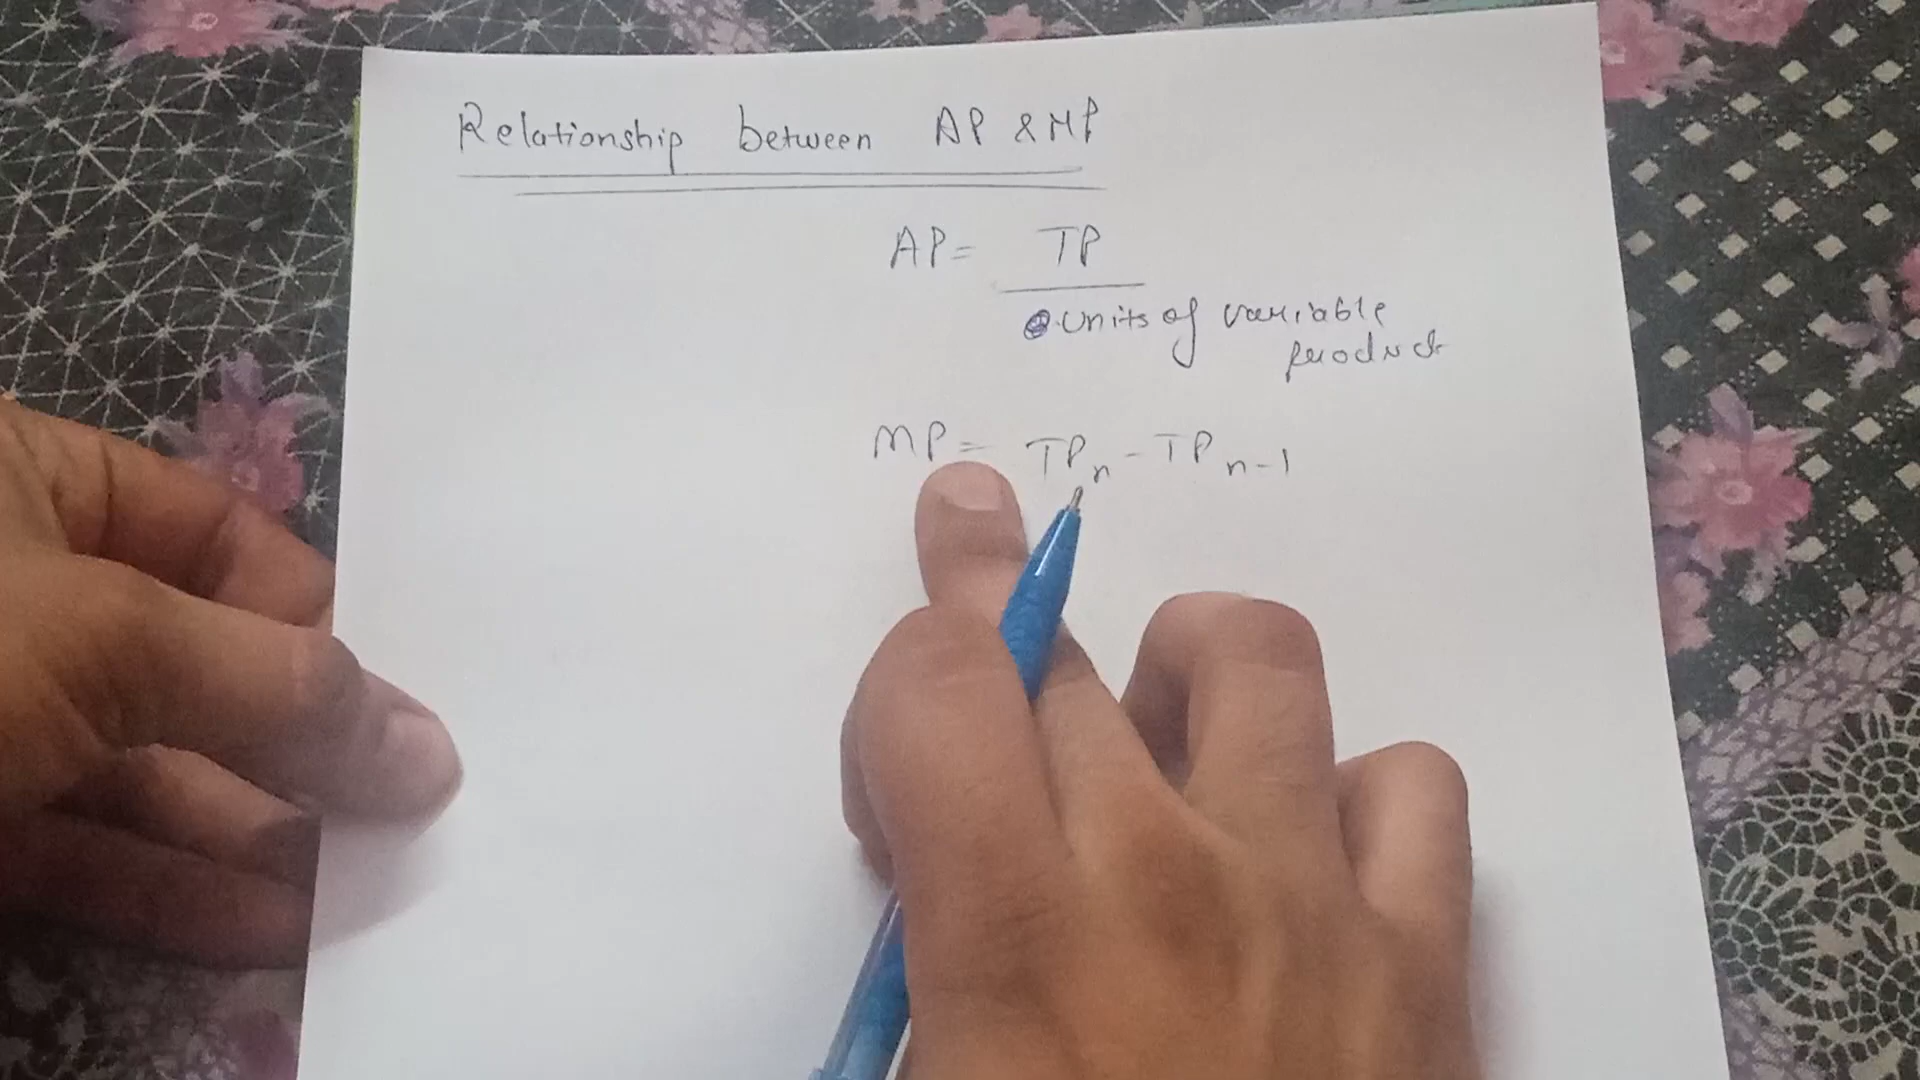 Relationship between AP & MP
AP = TP
Units of variable
product
MP = TPn - TPn-1